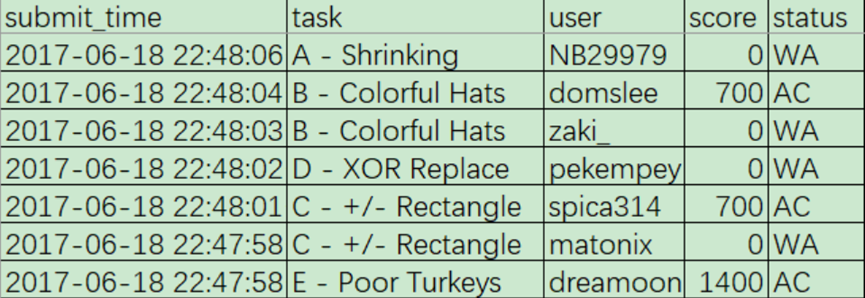 submit_time task user score status
2017-06-18 22:48:06 A - Shrinking NB29979 0 WA
2017-06-18 22:48:04 B - Colorful Hats domslee 700 AC
2017-06-18 22:48:03 B - Colorful Hats zaki_ 0 WA
2017-06-18 22:48:02 D - XOR Replace pekempey 0 WA
2017-06-18 22:48:01 C - +/- Rectangle spica314 700 AC
2017-06-18 22:47:58 C - +/- Rectangle matonix 0 WA
2017-06-18 22:47:58 E - Poor Turkeys dreamoon 1400 AC